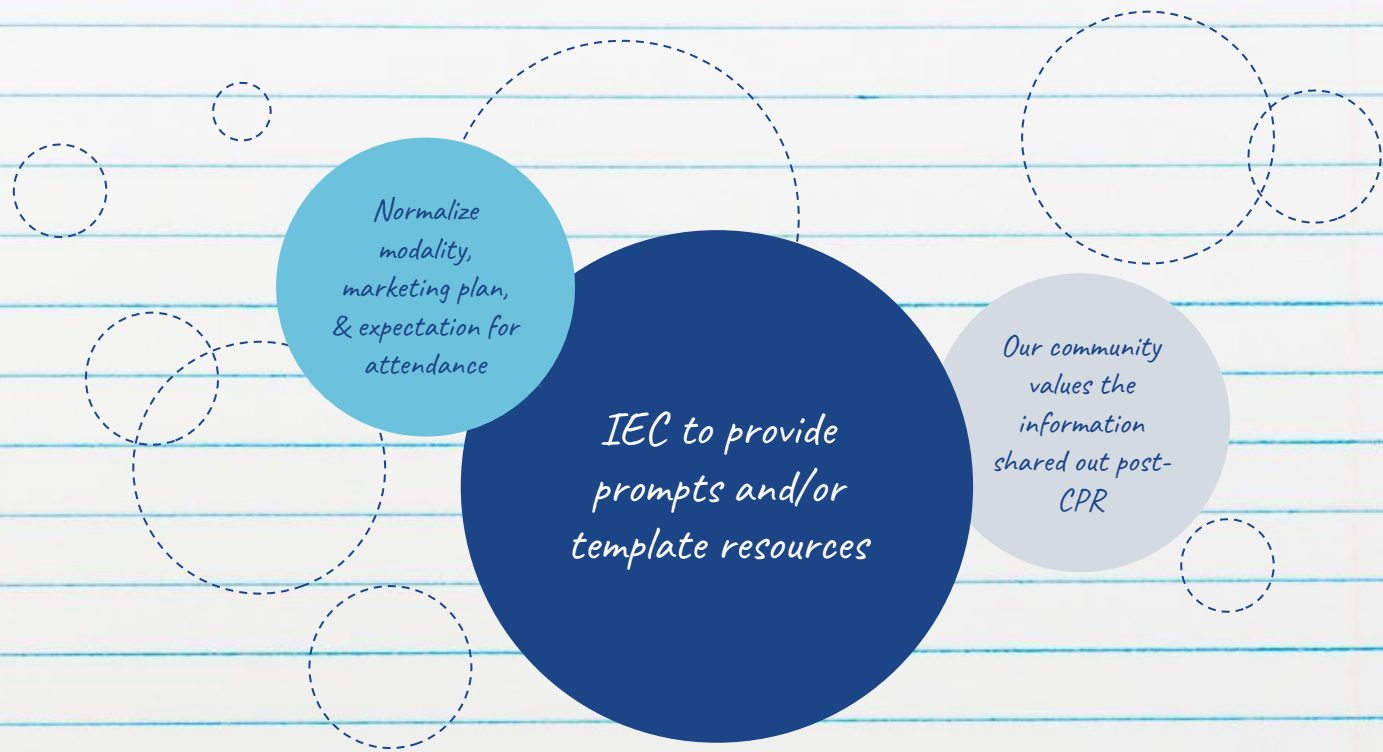 Normalize
modality,
marketing plan,
& expectation for
attendance
IEC to provide
prompts and/or
template resources
Our community
values the
information
shared out post-
CPR